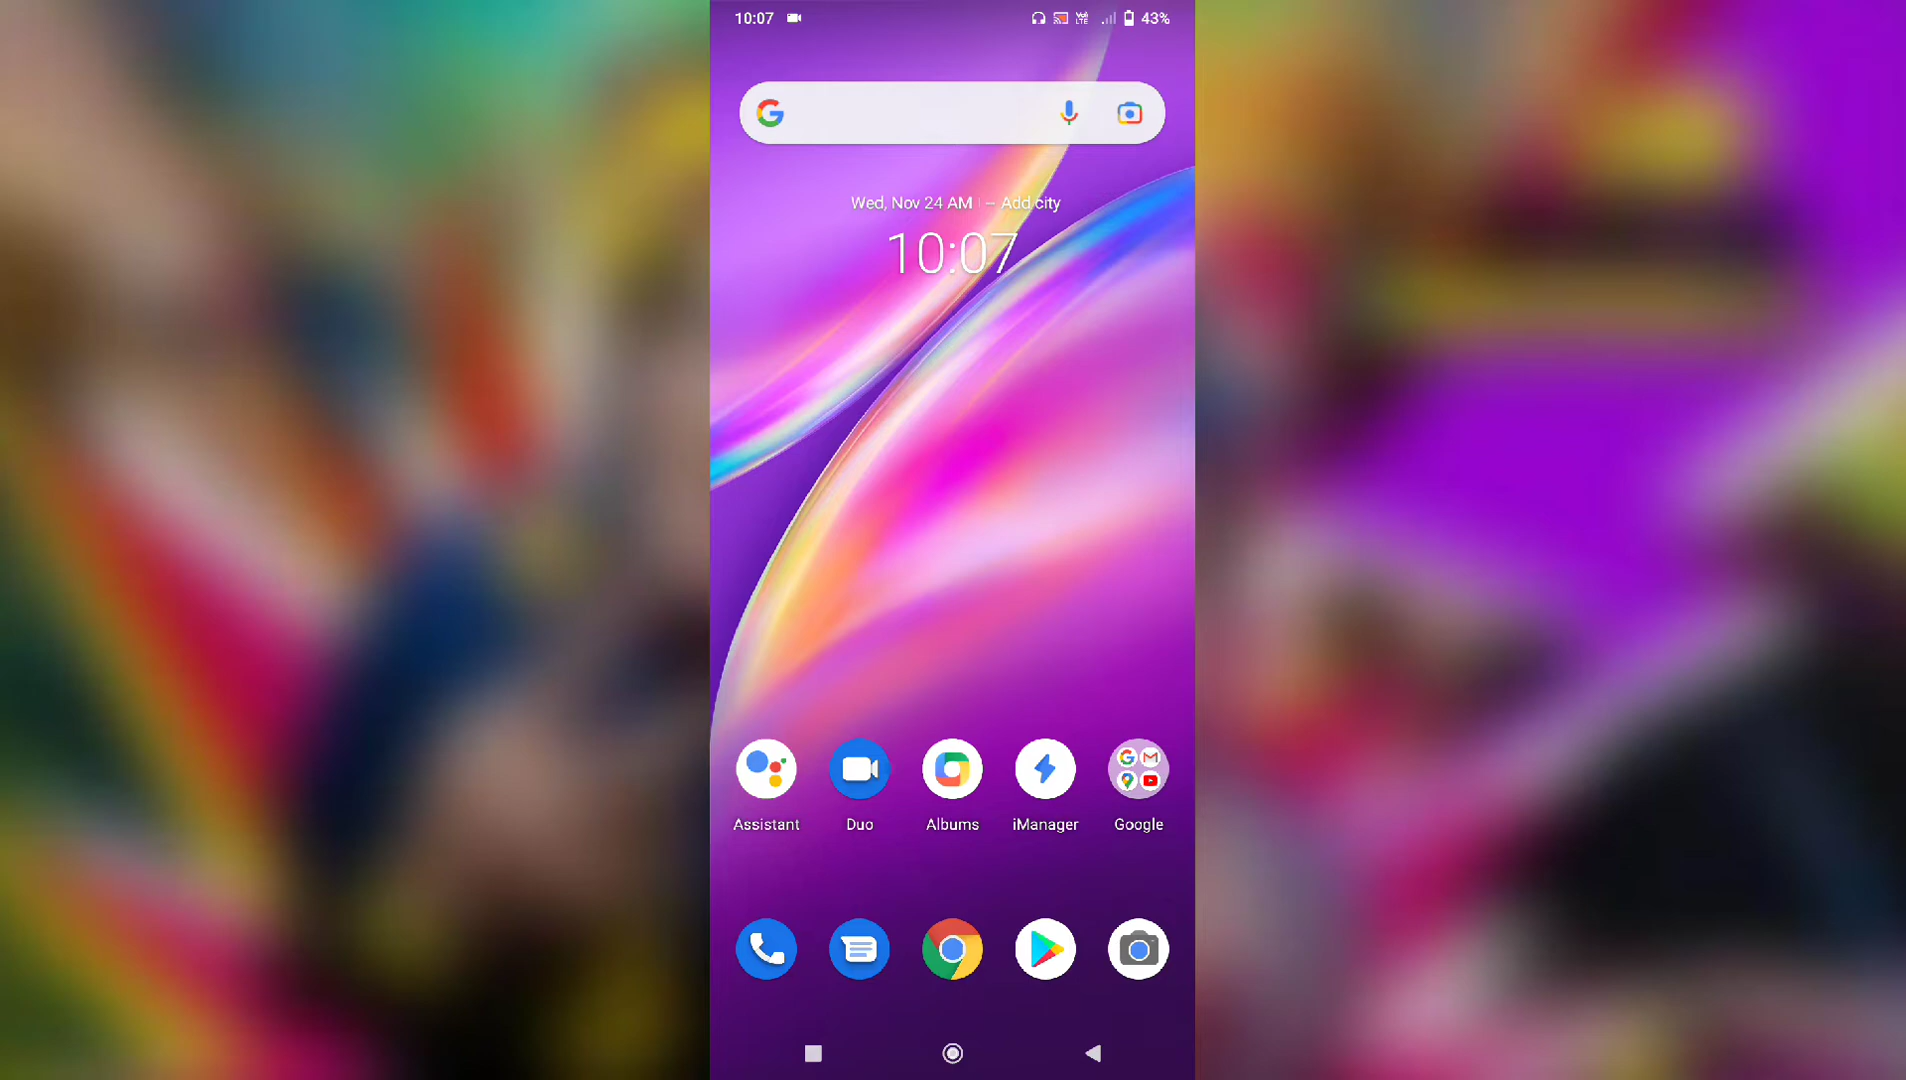 10:07 43%
Wed, Nov 24 AM | -- Add city
10:07
Assistant Duo Albums iManager Google